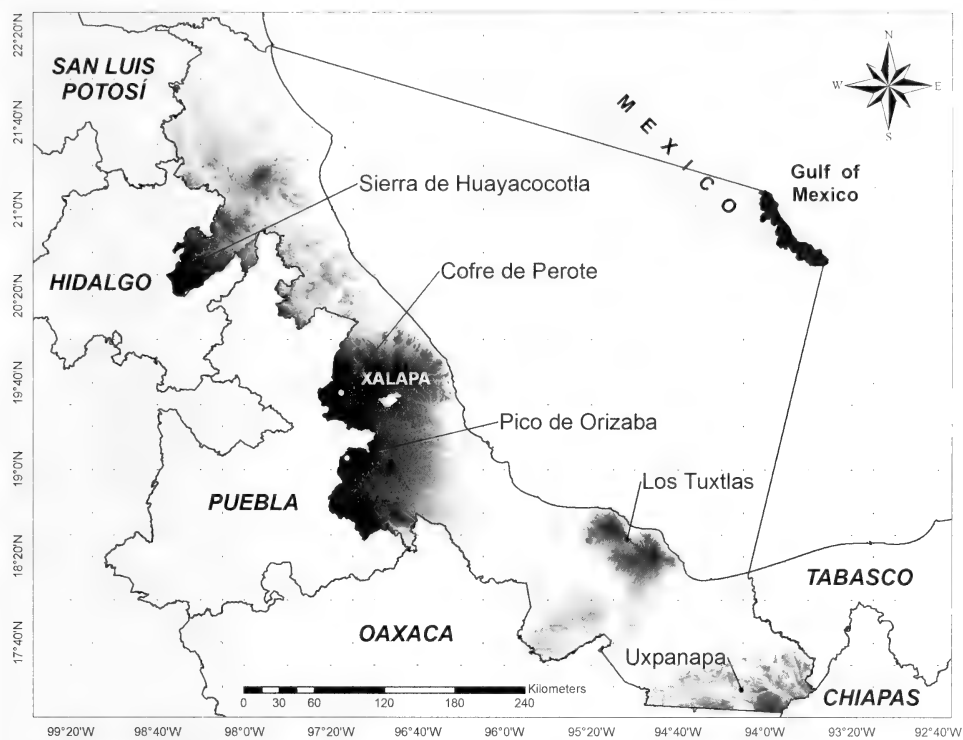 22°20'N
21°40'N
21°0'N
20°20'N
19°40'N
19°0'N
18°20'N
17°40'N
SAN LUIS
POTOSÍ
MEXICO
N
W
E
S
Gulf of
Mexico
Sierra de Huayacocotla
HIDALGO
Cofre de Perote
XALAPA
Pico de Orizaba
PUEBLA
Los Tuxtlas
TABASCO
OAXACA
Uxpanapa
CHIAPAS
Kilometers
0 30 60 120 180 240
99°20'W 98°40'W 98°0'W 97°20'W 96°40'W 96°0'W 95°20'W 94°40'W 94°0'W 93°20'W 92°40'W